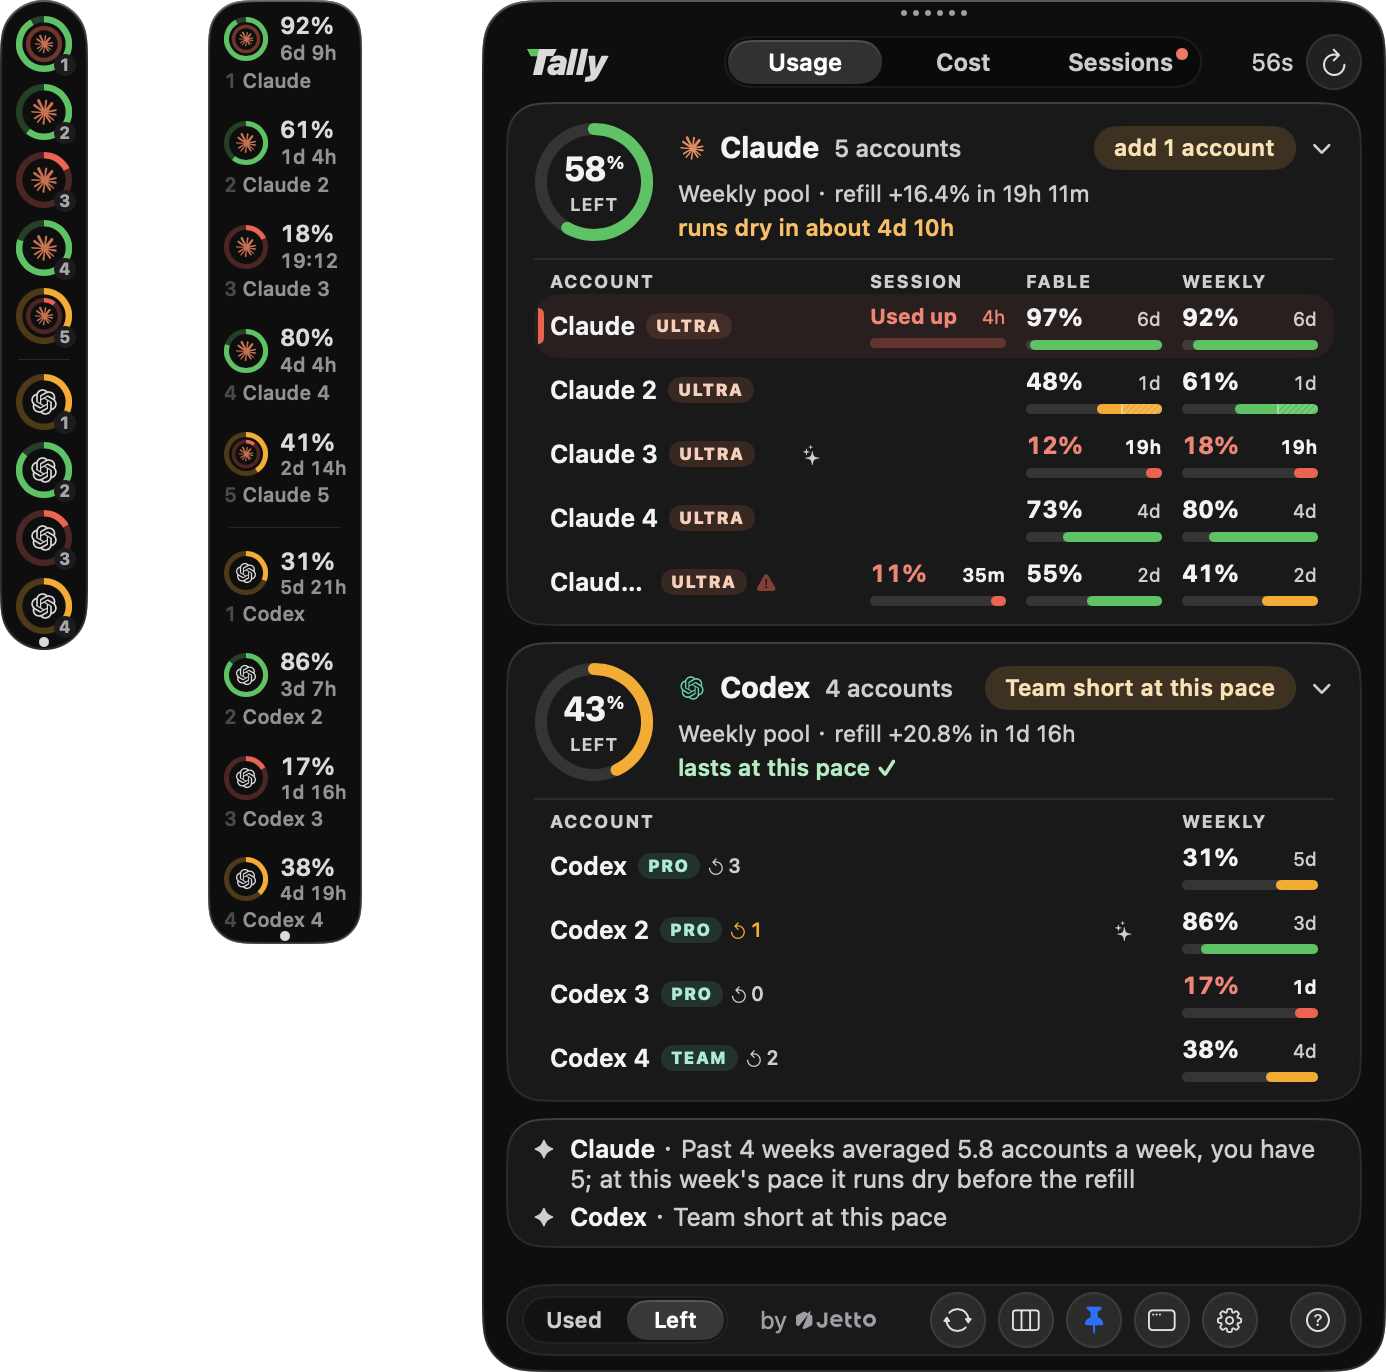 1
2
3
4
5
1
2
3
4
92%
6d 9h
1 Claude
61%
1d 4h
2 Claude 2
18%
19:12
3 Claude 3
80%
4d 4h
4 Claude 4
41%
2d 14h
5 Claude 5
31%
5d 21h
1 Codex
86%
3d 7h
2 Codex 2
17%
1d 16h
3 Codex 3
38%
4d 19h
4 Codex 4
Tally Usage Cost Sessions 56s
58% LEFT
Claude 5 accounts add 1 account
Weekly pool · refill +16.4% in 19h 11m
runs dry in about 4d 10h
ACCOUNT SESSION FABLE WEEKLY
Claude ULTRA Used up 4h 97% 6d 92% 6d
Claude 2 ULTRA 48% 1d 61% 1d
Claude 3 ULTRA 12% 19h 18% 19h
Claude 4 ULTRA 73% 4d 80% 4d
Claud... ULTRA 11% 35m 55% 2d 41% 2d
43% LEFT
Codex 4 accounts Team short at this pace
Weekly pool · refill +20.8% in 1d 16h
lasts at this pace ✓
ACCOUNT WEEKLY
Codex PRO 3 31% 5d
Codex 2 PRO 1 86% 3d
Codex 3 PRO 0 17% 1d
Codex 4 TEAM 2 38% 4d
Claude · Past 4 weeks averaged 5.8 accounts a week, you have
5; at this week's pace it runs dry before the refill
Codex · Team short at this pace
Used Left by Jetto ?